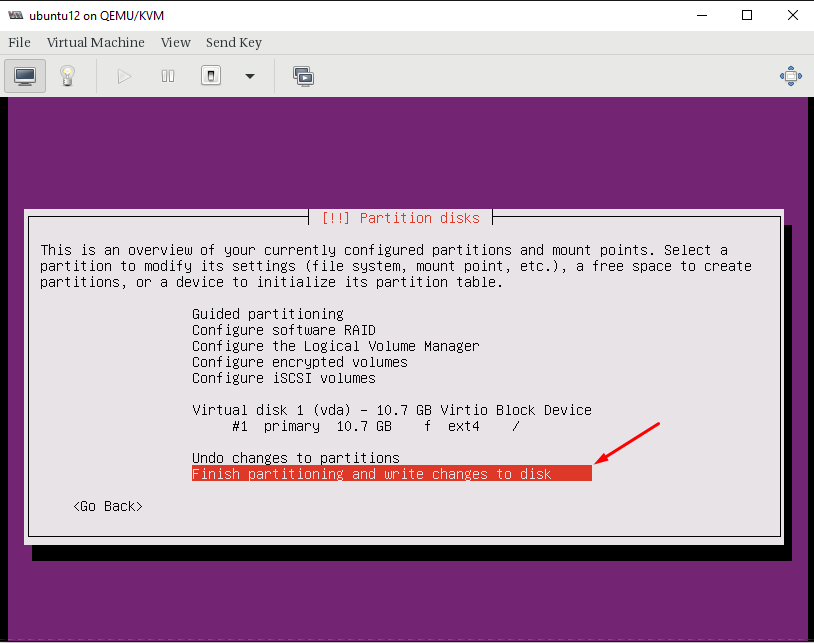 ubuntu12 on QEMU/KVM
File Virtual Machine View Send Key
[!!] Partition disks
This is an overview of your currently configured partitions and mount points. Select a
partition to modify its settings (file system, mount point, etc.), a free space to create
partitions, or a device to initialize its partition table.
Guided partitioning
Configure software RAID
Configure the Logical Volume Manager
Configure encrypted volumes
Configure iSCSI volumes
Virtual disk 1 (vda) - 10.7 GB Virtio Block Device
#1 primary 10.7 GB f ext4 /
Undo changes to partitions
Finish partitioning and write changes to disk
<Go Back>